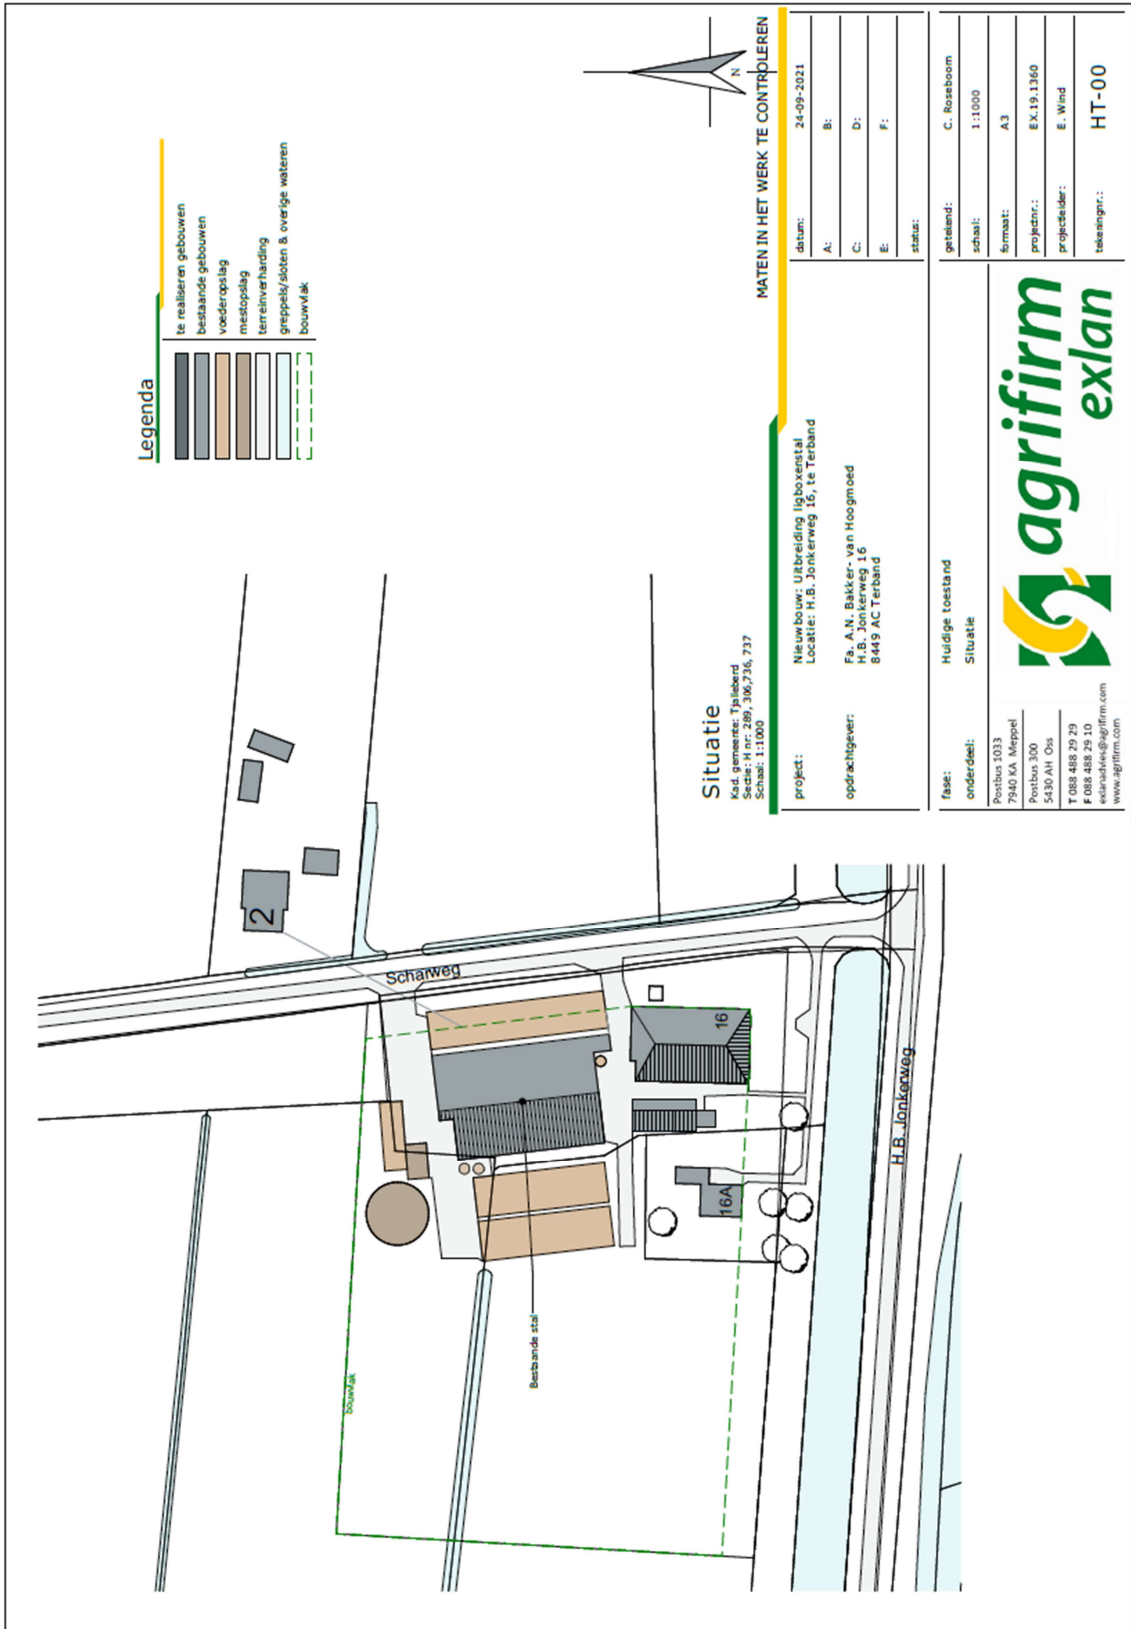 Legenda
te realiseren gebouwen
bestaande gebouwen
voederopslag
mestopslag
terreinverharding
greppels/sloten & overige wateren
bouwvlak
N
2
Scharweg
16
16A
H.B. Jonkerweg
bouwvlak
Bestaande stal
Situatie
Kad. gemeente: Tjalleberd
Sectie: H nr: 289, 306,736, 737
Schaal: 1:1000
MATEN IN HET WERK TE CONTROLEREN
project:
Nieuwbouw: Uitbreiding ligboxenstal
Locatie: H.B. Jonkerweg 16, te Terband
opdrachtgever:
Fa. A.N. Bakker- van Hoogmoed
H.B. Jonkerweg 16
8449 AC Terband
datum: 24-09-2021
A: B:
C: D:
E: F:
status:
fase: Huidige toestand
onderdeel: Situatie
getekend: C. Roseboom
schaal: 1:1000
formaat: A3
projectnr.: EX.19.1360
projectleider: E. Wind
tekeningnr.: HT-00
Postbus 1033
7940 KA Meppel
Postbus 300
5430 AH Oss
T 088 488 29 29
F 088 488 29 10
exlanadvies@agrifirm.com
www.agrifirm.com
agrifirm
exlan